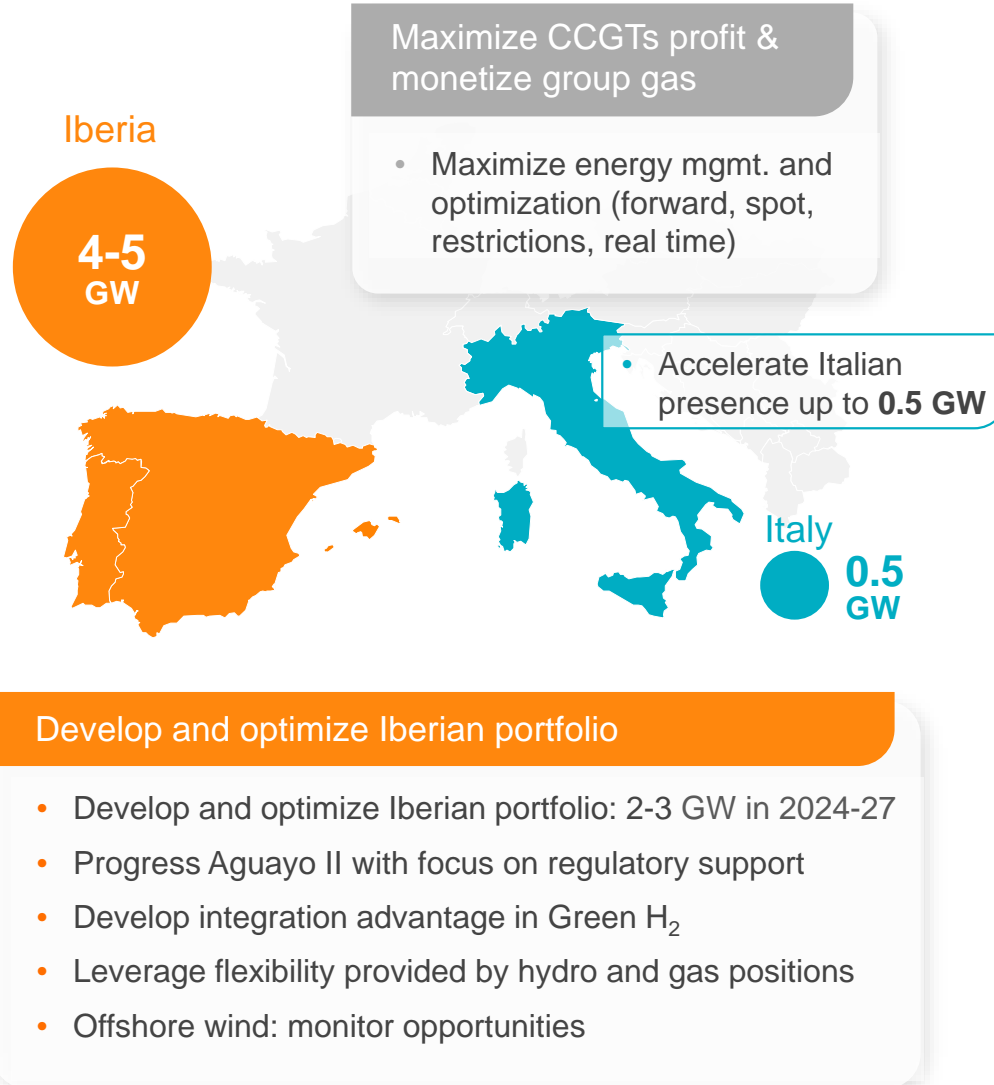 Maximize CCGTs profit &
monetize group gas
• Maximize energy mgmt. and
optimization (forward, spot,
restrictions, real time)
Iberia
4-5
GW
• Accelerate Italian
presence up to 0.5 GW
Italy
0.5
GW
Develop and optimize Iberian portfolio
• Develop and optimize Iberian portfolio: 2-3 GW in 2024-27
• Progress Aguayo II with focus on regulatory support
• Develop integration advantage in Green H₂
• Leverage flexibility provided by hydro and gas positions
• Offshore wind: monitor opportunities